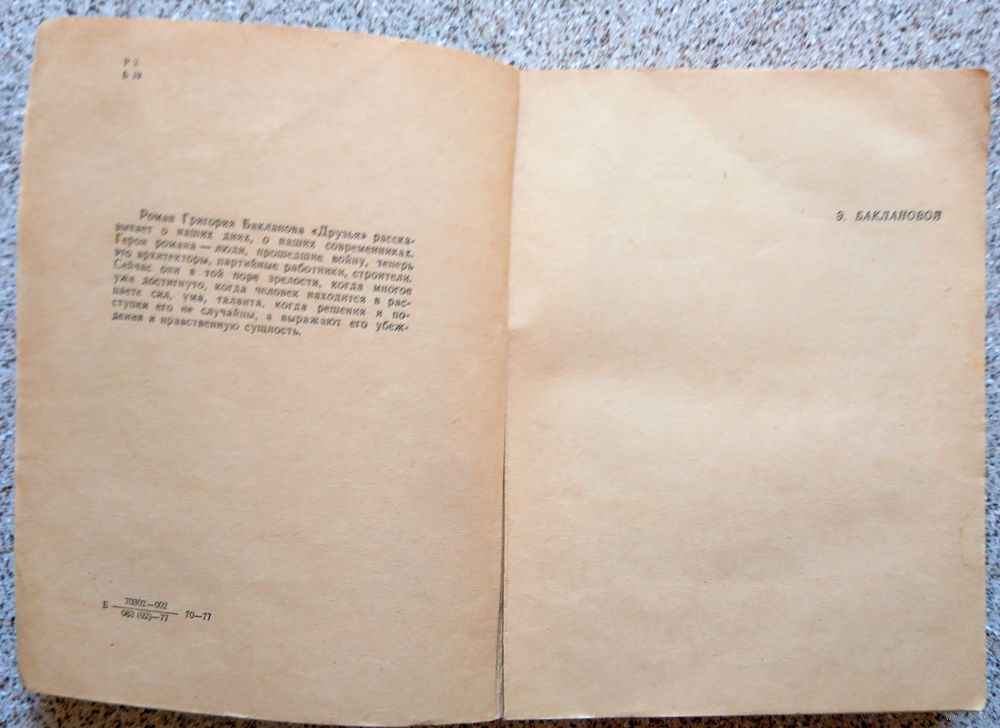 Р 2
Б 19
Роман Григория Бакланова «Друзья» расска-
зывает о наших днях, о наших современниках.
Герои романа — люди, прошедшие войну, теперь
это архитекторы, партийные работники, строители.
Сейчас они в той поре зрелости, когда многое
уже достигнуто, когда человек находится в рас-
цвете сил, ума, таланта, когда решения и по-
ступки его не случайны, а выражают его убеж-
дения и нравственную сущность.
Б 70302—002
083 (02)—77 70—77
Э. БАКЛАНОВОЙ